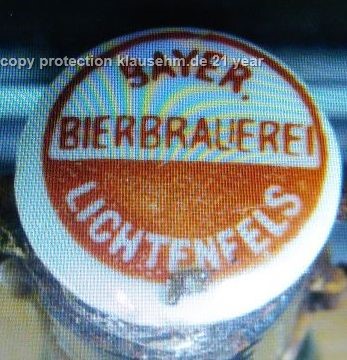 copy protection klausehm.de 21 year
BAYER.
BIERBRAUEREI
LICHTENFELS